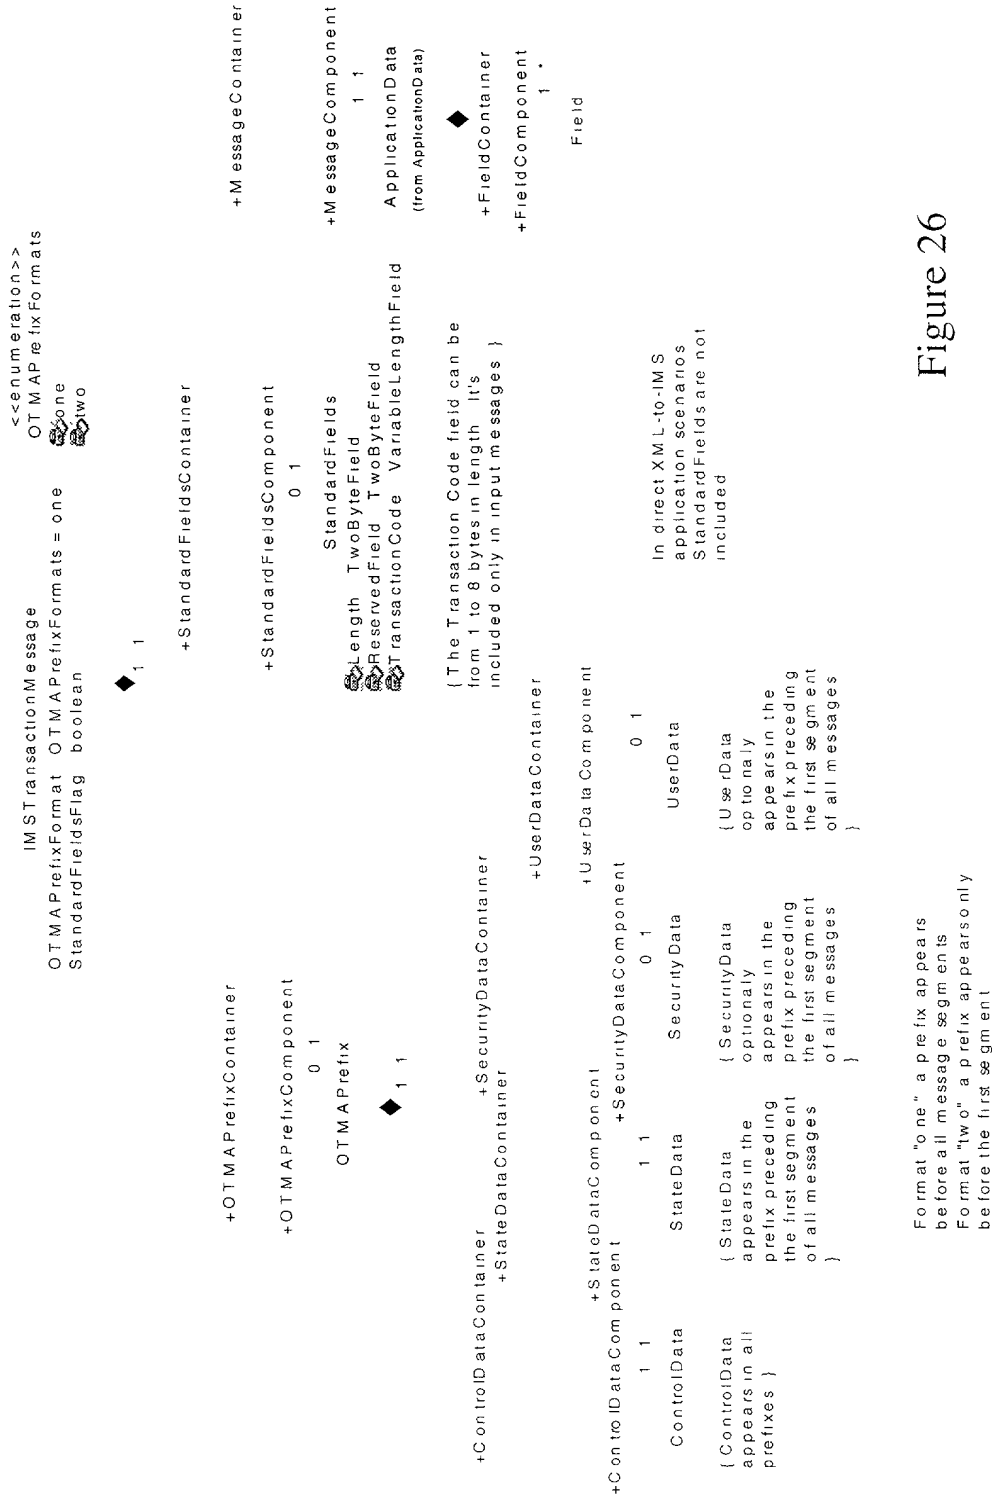 IMSTransactionMessage
OTMAPrefixFormat OTMAPrefixFormats = one
StandardFieldsFlag boolean
<<enumeration>>
OTMAPrefixFormats
one
two
1 1
+OTMAPrefixContainer
+OTMAPrefixComponent
0 1
OTMAPrefix
1 1
+StandardFieldsContainer
+StandardFieldsComponent
0 1
StandardFields
Length TwoByteField
ReservedField TwoByteField
TransactionCode VariableLengthField
{The Transaction Code field can be
from 1 to 8 bytes in length It's
included only in input messages }
+MessageContainer
+MessageComponent
1 1
ApplicationData
(from ApplicationData)
+FieldContainer
+FieldComponent
1 *
Field
+ControlDataContainer
+StateDataContainer
+SecurityDataContainer
+UserDataContainer
+ControlDataComponent
1 1
ControlData
{ControlData
appears in all
prefixes }
+StateDataComponent
1 1
StateData
{StateData
appears in the
prefix preceding
the first segment
of all messages
}
+SecurityDataComponent
0 1
SecurityData
{SecurityData
optionaly
appears in the
prefix preceding
the first segment
of all messages
}
+UserDataComponent
0 1
UserData
{UserData
optionaly
appears in the
prefix preceding
the first segment
of all messages
}
In direct XML-to-IMS
application scenarios
StandardFields are not
included
Format "one" a prefix appears
before all message segments
Format "two" a prefix appears only
before the first segment
Figure 26